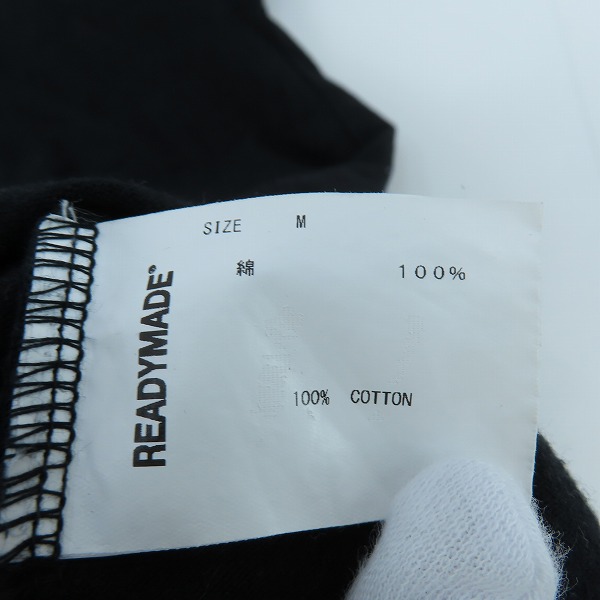 SIZE M
綿 100%
100% COTTON
READYMADE®